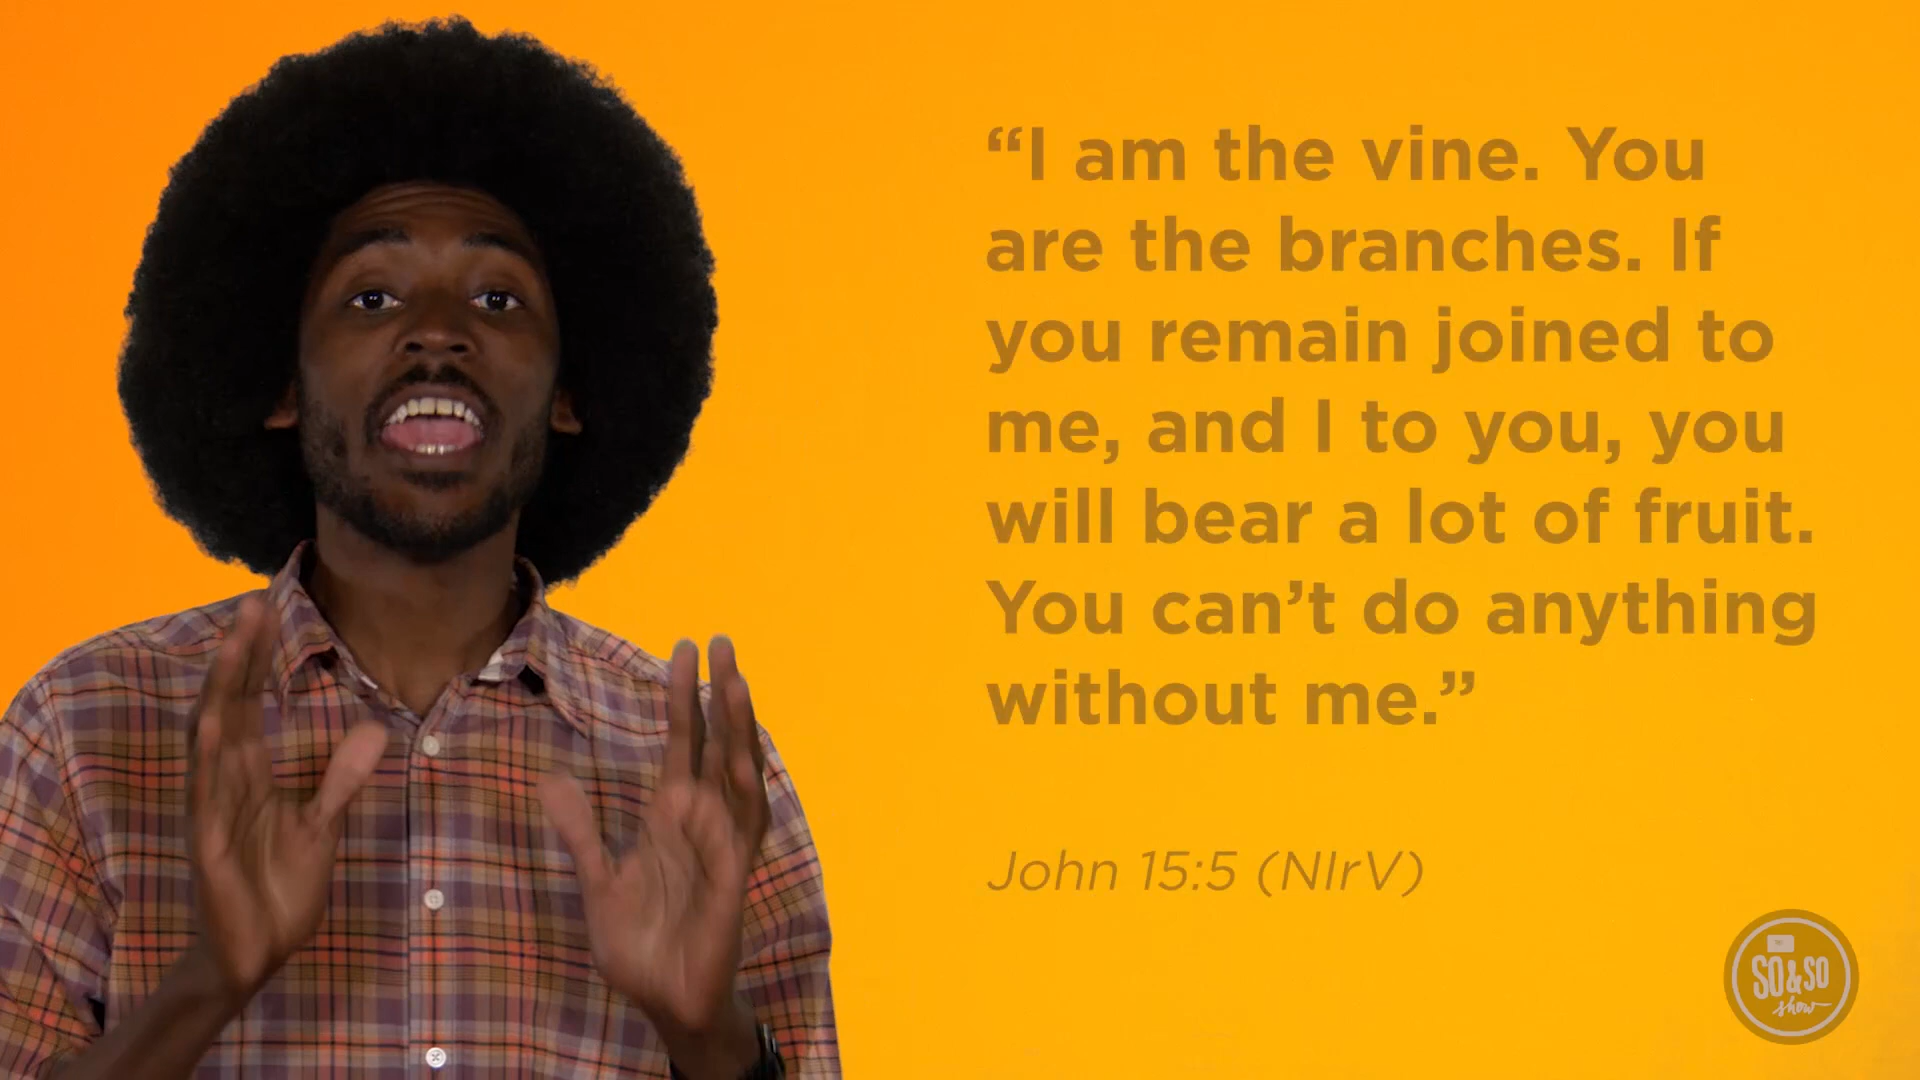 “I am the vine. You
are the branches. If
you remain joined to
me, and I to you, you
will bear a lot of fruit.
You can’t do anything
without me.”
John 15:5 (NIrV)
SO & SO
show